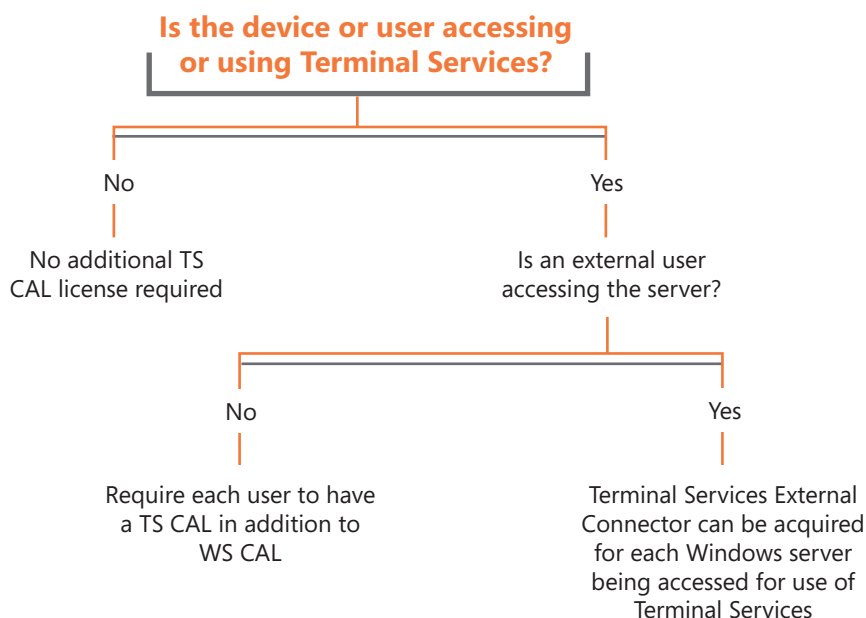 Is the device or user accessing
or using Terminal Services?
No
Yes
No additional TS
CAL license required
Is an external user
accessing the server?
No
Yes
Require each user to have
a TS CAL in addition to
WS CAL
Terminal Services External
Connector can be acquired
for each Windows server
being accessed for use of
Terminal Services